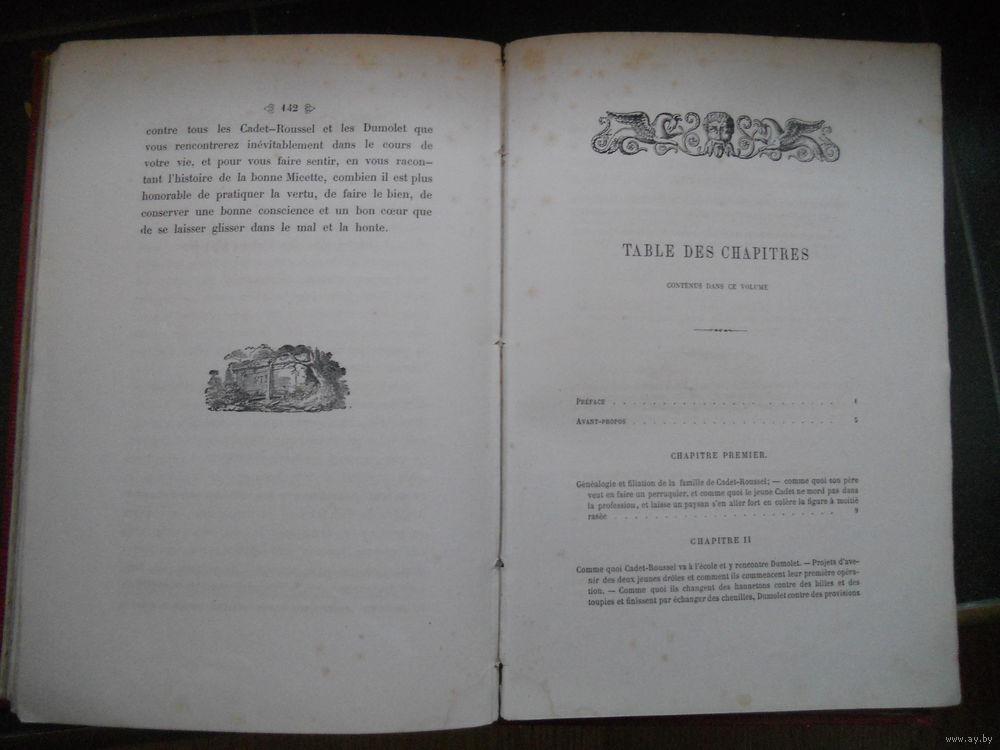 142
contre tous les Cadet-Roussel et les Dumolet que
vous rencontrerez inévitablement dans le cours de
votre vie, et pour vous faire sentir, en vous racon-
tant l'histoire de la bonne Micette, combien il est plus
honorable de pratiquer la vertu, de faire le bien, de
conserver une bonne conscience et un bon cœur que
de se laisser glisser dans le mal et la honte.
TABLE DES CHAPITRES
CONTENUS DANS CE VOLUME
PRÉFACE . . . . . . . . . . . . . . . . . . . . 1
AVANT-PROPOS . . . . . . . . . . . . . . . . . . 5
CHAPITRE PREMIER.
Généalogie et filiation de la famille de Cadet-Roussel; — comme quoi son père
veut en faire un perruquier, et comme quoi le jeune Cadet ne mord pas dans
la profession, et laisse un paysan s'en aller fort en colère la figure à moitié
rasée . . . . . . . . . . . . . . . . . . . . 9
CHAPITRE II
Comme quoi Cadet-Roussel va à l'école et y rencontre Dumolet. — Projets d'ave-
nir des deux jeunes drôles et comment ils commencent leur première opéra-
tion. — Comme quoi ils changent des hannetons contre des billes et des
toupies et finissent par échanger des chenilles, Dumolet contre des provisions
www.ay.by